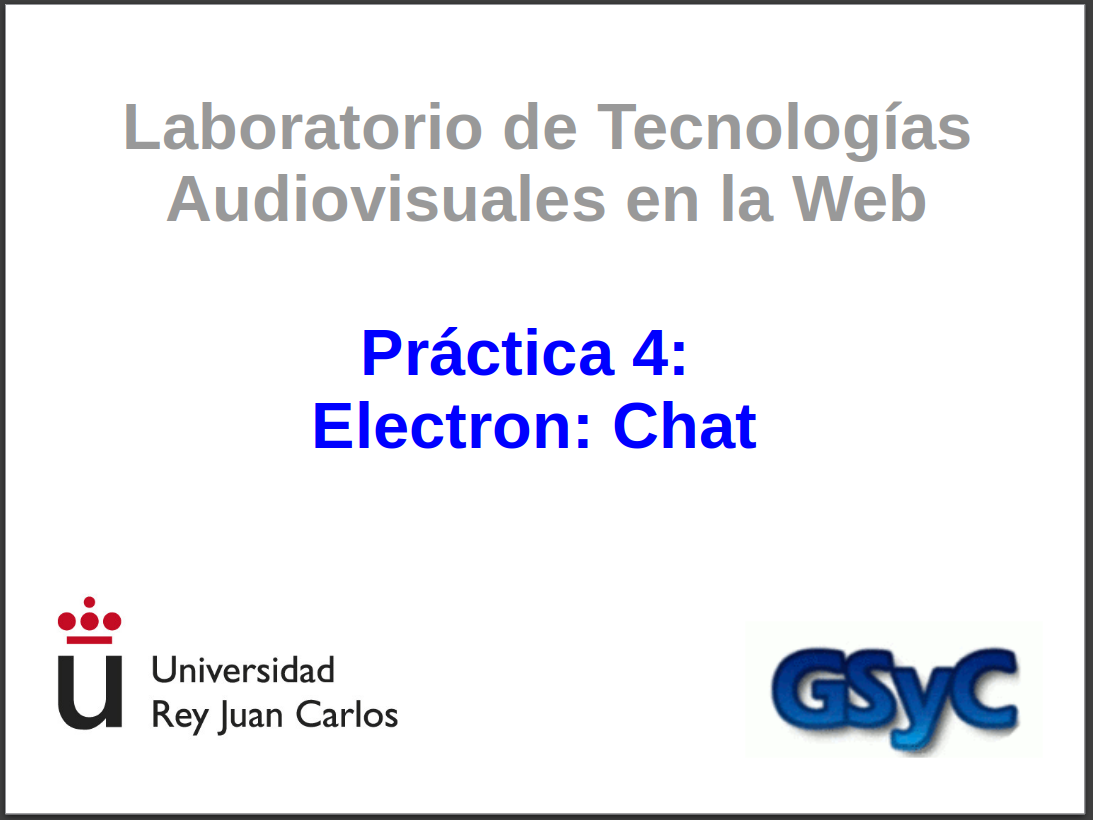 Laboratorio de Tecnologías
Audiovisuales en la Web
Práctica 4:
Electron: Chat
u
Universidad
Rey Juan Carlos
GSyC